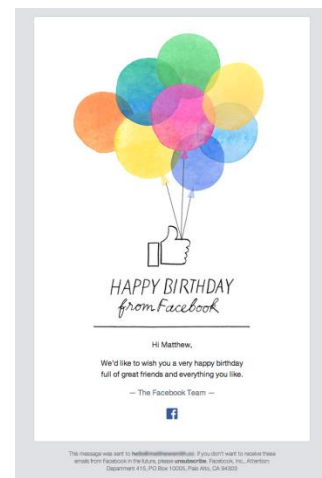 HAPPY BIRTHDAY
from Facebook
Hi Matthew,
We'd like to wish you a very happy birthday
full of great friends and everything you like.
— The Facebook Team —
f
This message was sent to If you don't want to receive these
emails from Facebook in the future, please unsubscribe. Facebook, Inc., Attention:
Department 415, PO Box 10005, Palo Alto, CA 94303